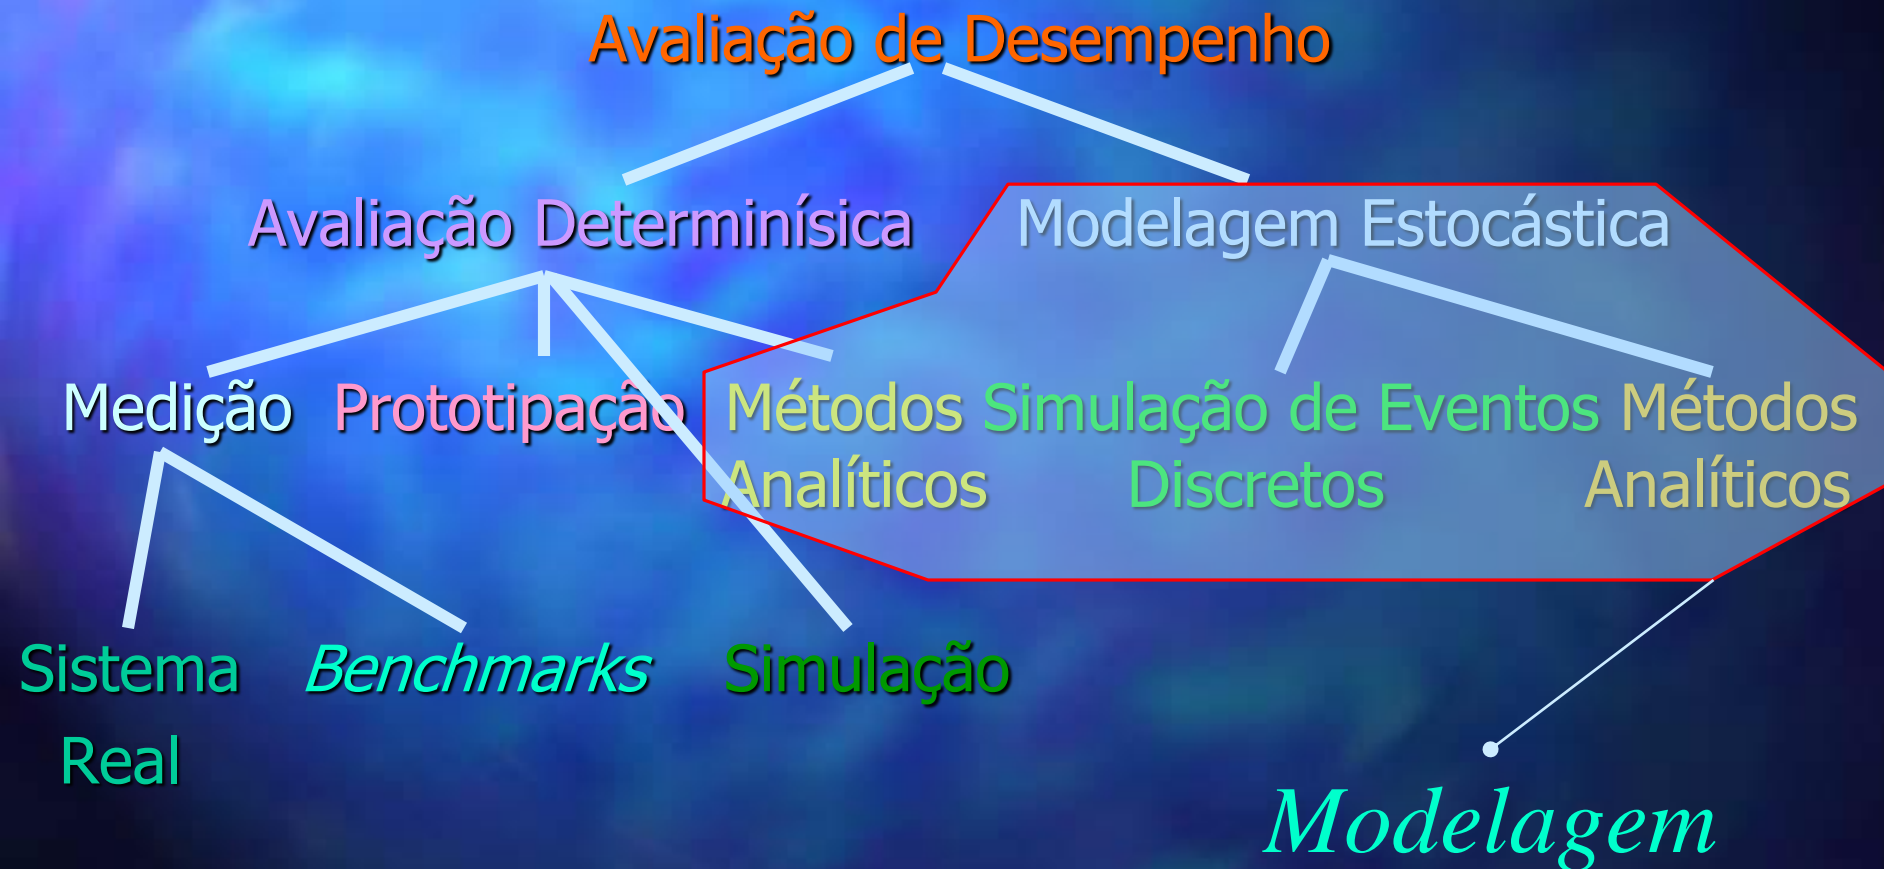 Avaliação de Desempenho
Avaliação Determinísica
Modelagem Estocástica
Medição
Prototipação
Métodos
Analíticos
Simulação de Eventos
Discretos
Métodos
Analíticos
Sistema
Real
Benchmarks
Simulação
Modelagem